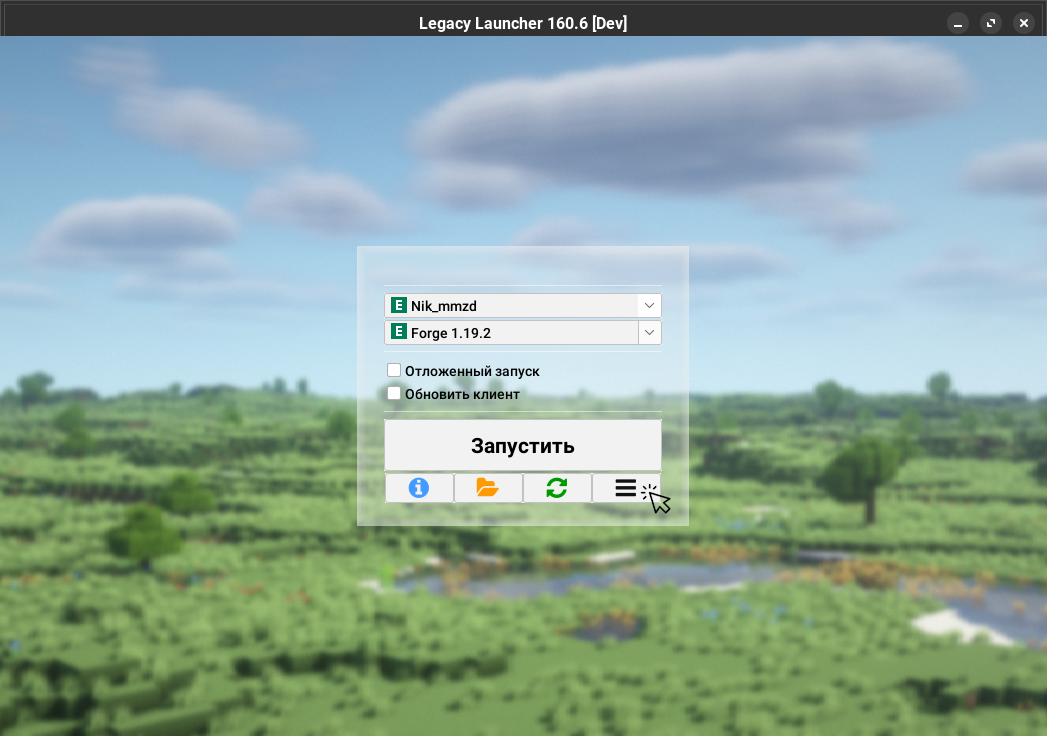 Legacy Launcher 160.6 [Dev]
E Nik_mmzd
E Forge 1.19.2
Отложенный запуск
Обновить клиент
Запустить